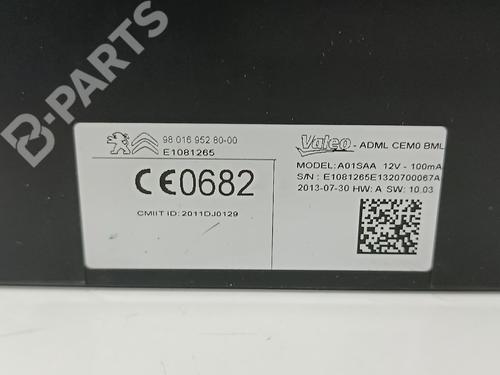 B-PARTS
98 016 952 80-00
E1081265
CE0682
CMIIT ID: 2011DJ0129
Valeo - ADML CEM0 BML
MODEL: A01SAA 12V - 100mA
S/N : E1081265E1320700067A
2013-07-30 HW: A SW: 10.03
B-PARTS